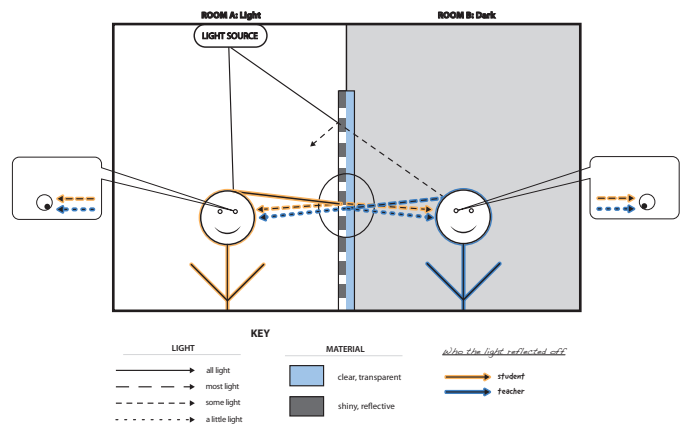 ROOM A: Light
ROOM B: Dark
LIGHT SOURCE
KEY
LIGHT
all light
most light
some light
a little light
MATERIAL
clear, transparent
shiny, reflective
Who the light reflected off
student
teacher